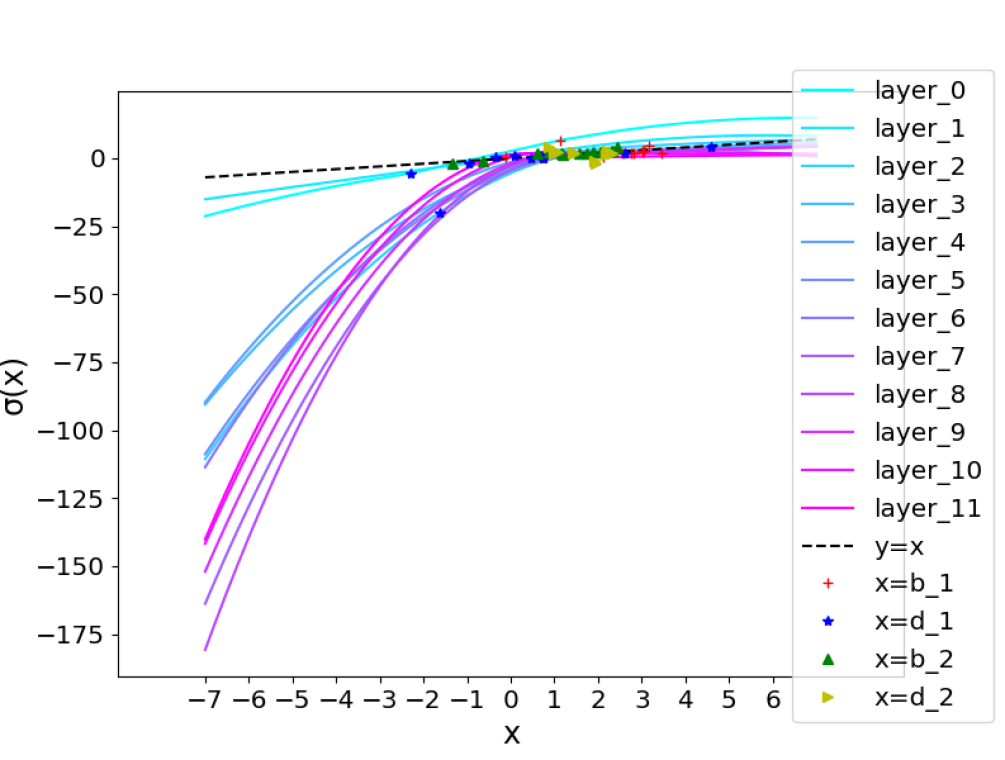 0
−25
−50
−75
−100
−125
−150
−175
σ(x)
−7 −6 −5 −4 −3 −2 −1 0 1 2 3 4 5 6
x
layer_0
layer_1
layer_2
layer_3
layer_4
layer_5
layer_6
layer_7
layer_8
layer_9
layer_10
layer_11
y=x
x=b_1
x=d_1
x=b_2
x=d_2